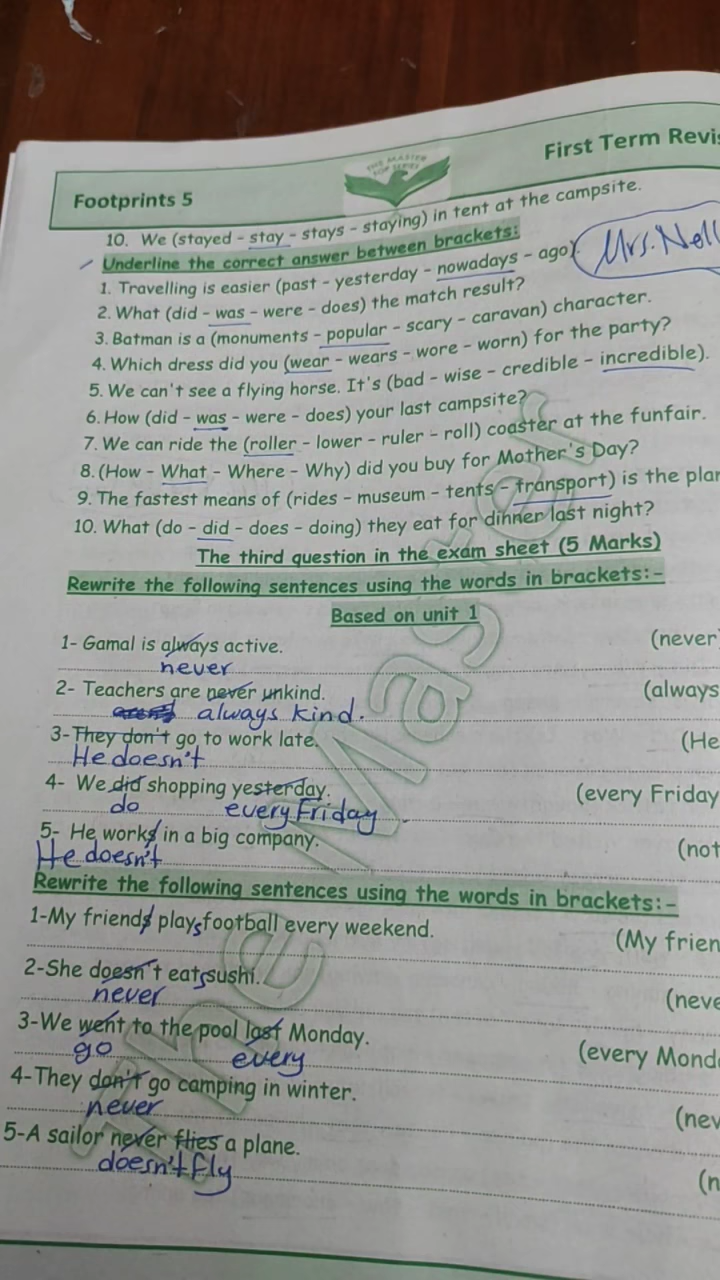 Footprints 5
THE MASTER
TOP SERIES
First Term Revis
10. We (stayed - stay - stays - staying) in tent at the campsite.
Underline the correct answer between brackets:
Mrs. Nell
1. Travelling is easier (past - yesterday - nowadays - ago).
2. What (did - was - were - does) the match result?
3. Batman is a (monuments - popular - scary - caravan) character.
4. Which dress did you (wear - wears - wore - worn) for the party?
5. We can't see a flying horse. It's (bad - wise - credible - incredible).
6. How (did - was - were - does) your last campsite?
7. We can ride the (roller - lower - ruler - roll) coaster at the funfair.
8. (How - What - Where - Why) did you buy for Mother's Day?
9. The fastest means of (rides - museum - tents - transport) is the plan
10. What (do - did - does - doing) they eat for dinner last night?
The third question in the exam sheet (5 Marks)
Rewrite the following sentences using the words in brackets:-
Based on unit 1
1- Gamal is always active. (never
never
2- Teachers are never unkind. (always
always kind.
3-They don't go to work late. (He
He doesn't
4- We did shopping yesterday. (every Friday
do every Friday
5- He works in a big company. (not
He doesn't
Rewrite the following sentences using the words in brackets:-
1-My friends play s football every weekend. (My frien
2-She doesn't eat s sushi. (neve
never
3-We went to the pool last Monday. (every Mond
go every
4-They don't go camping in winter. (nev
never
5-A sailor never flies a plane. (n
doesn't fly
The Master